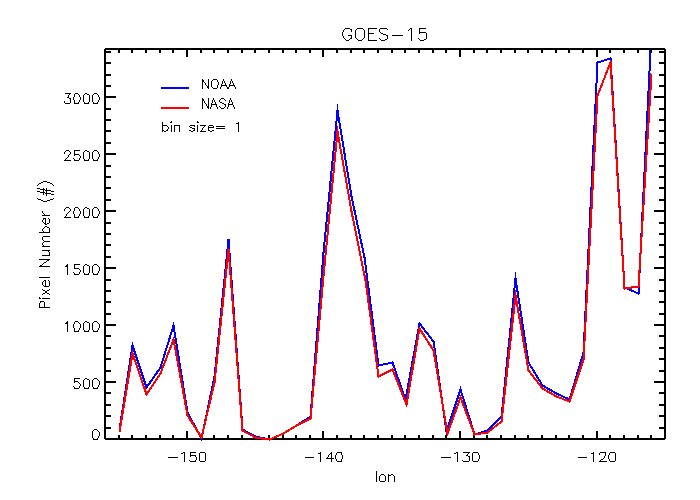 GOES-15
NOAA
NASA
bin size= 1
Pixel Number (#)
3000
2500
2000
1500
1000
500
0
-150 -140 -130 -120
lon